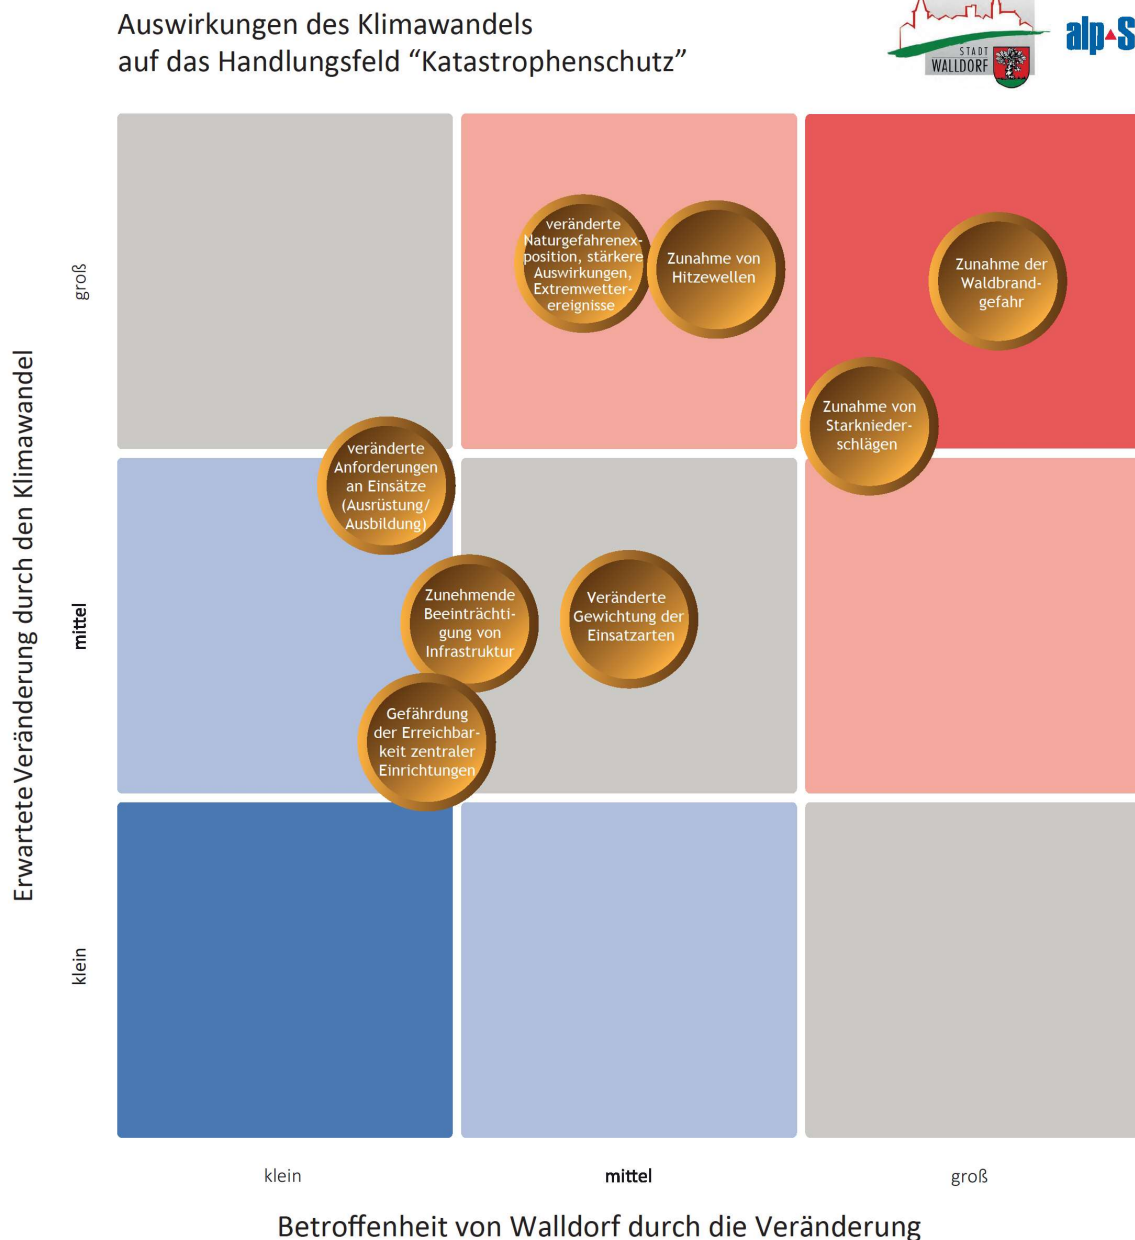 Auswirkungen des Klimawandels
auf das Handlungsfeld “Katastrophenschutz”
STADT
WALLDORF
alpS
Erwartete Veränderung durch den Klimawandel
groß
mittel
klein
veränderte
Naturgefahrenex-
position, stärkere
Auswirkungen,
Extremwetter-
ereignisse
Zunahme von
Hitzewellen
Zunahme der
Waldbrand-
gefahr
Zunahme von
Starknieder-
schlägen
veränderte
Anforderungen
an Einsätze
(Ausrüstung/
Ausbildung)
Zunehmende
Beeinträchti-
gung von
Infrastruktur
Veränderte
Gewichtung der
Einsatzarten
Gefährdung
der Erreichbar-
keit zentraler
Einrichtungen
klein
mittel
groß
Betroffenheit von Walldorf durch die Veränderung